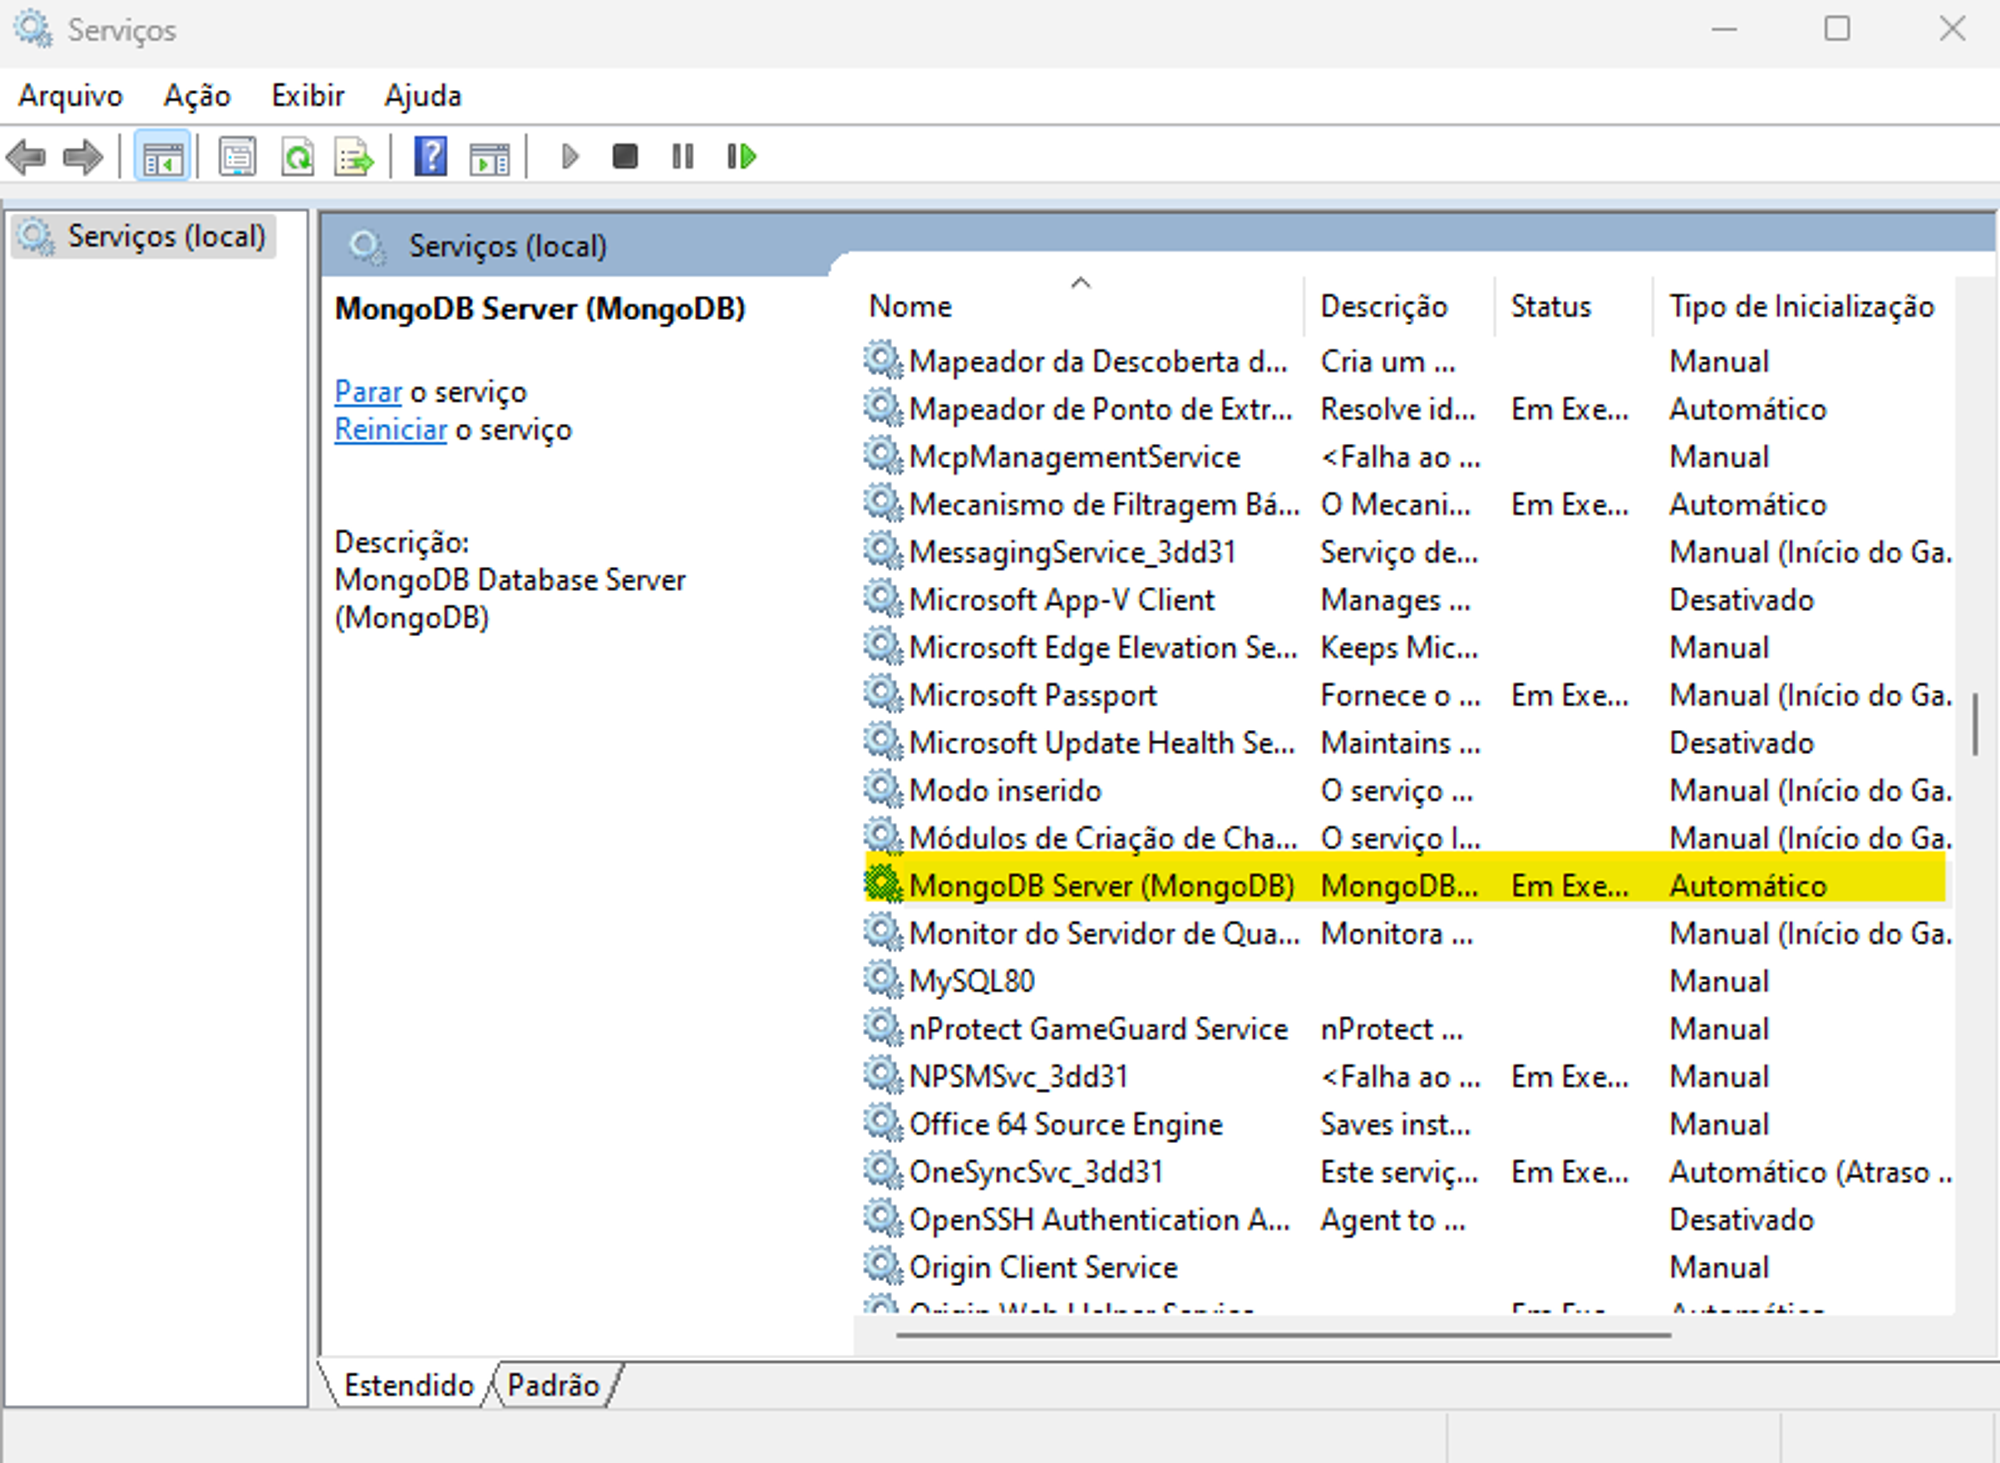 Serviços
Arquivo Ação Exibir Ajuda
Serviços (local)
Serviços (local)
MongoDB Server (MongoDB)
Parar o serviço
Reiniciar o serviço
Descrição:
MongoDB Database Server
(MongoDB)
Nome Descrição Status Tipo de Inicialização
Mapeador da Descoberta d... Cria um ... Manual
Mapeador de Ponto de Extr... Resolve id... Em Exe... Automático
McpManagementService <Falha ao ... Manual
Mecanismo de Filtragem Bá... O Mecani... Em Exe... Automático
MessagingService_3dd31 Serviço de... Manual (Início do Ga.
Microsoft App-V Client Manages ... Desativado
Microsoft Edge Elevation Se... Keeps Mic... Manual
Microsoft Passport Fornece o ... Em Exe... Manual (Início do Ga.
Microsoft Update Health Se... Maintains ... Desativado
Modo inserido O serviço ... Manual (Início do Ga.
Módulos de Criação de Cha... O serviço I... Manual (Início do Ga.
MongoDB Server (MongoDB) MongoDB... Em Exe... Automático
Monitor do Servidor de Qua... Monitora ... Manual (Início do Ga.
MySQL80 Manual
nProtect GameGuard Service nProtect ... Manual
NPSMSvc_3dd31 <Falha ao ... Em Exe... Manual
Office 64 Source Engine Saves inst... Manual
OneSyncSvc_3dd31 Este serviç... Em Exe... Automático (Atraso ..
OpenSSH Authentication A... Agent to ... Desativado
Origin Client Service Manual
Origin Web Helper Service Em Exe... Automático
Estendido Padrão